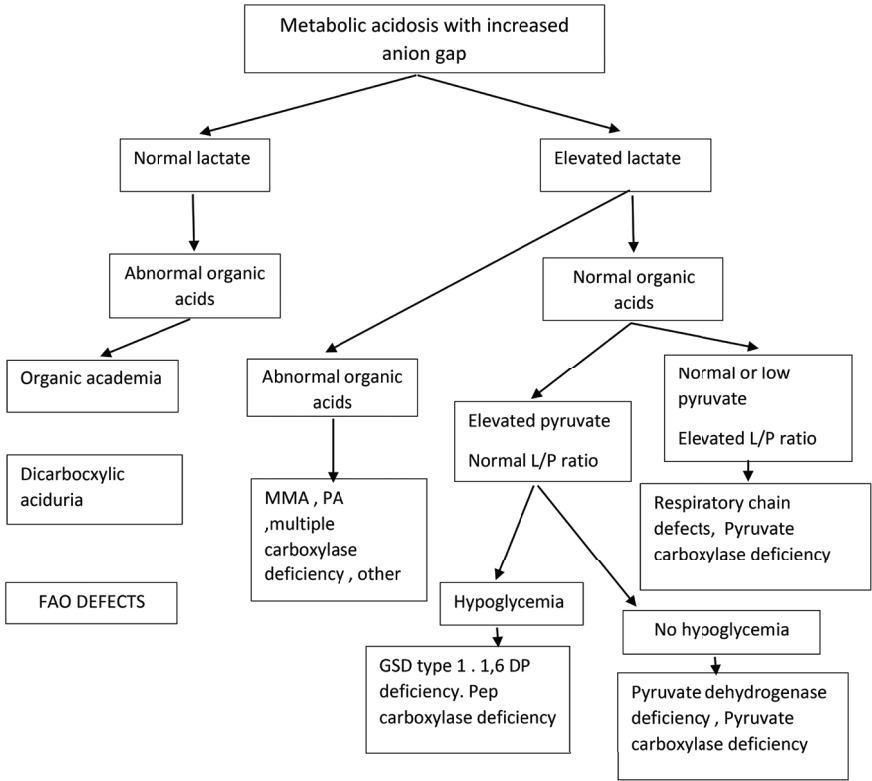 Metabolic acidosis with increased
anion gap
Normal lactate
Elevated lactate
Abnormal organic
acids
Normal organic
acids
Organic academia
Abnormal organic
acids
Elevated pyruvate
Normal L/P ratio
Normal or low
pyruvate
Elevated L/P ratio
Dicarbocxylic
aciduria
MMA , PA
,multiple
carboxylase
deficiency , other
Respiratory chain
defects, Pyruvate
carboxylase deficiency
FAO DEFECTS
Hypoglycemia
No hypoglycemia
GSD type 1 . 1,6 DP
deficiency. Pep
carboxylase deficiency
Pyruvate dehydrogenase
deficiency , Pyruvate
carboxylase deficiency